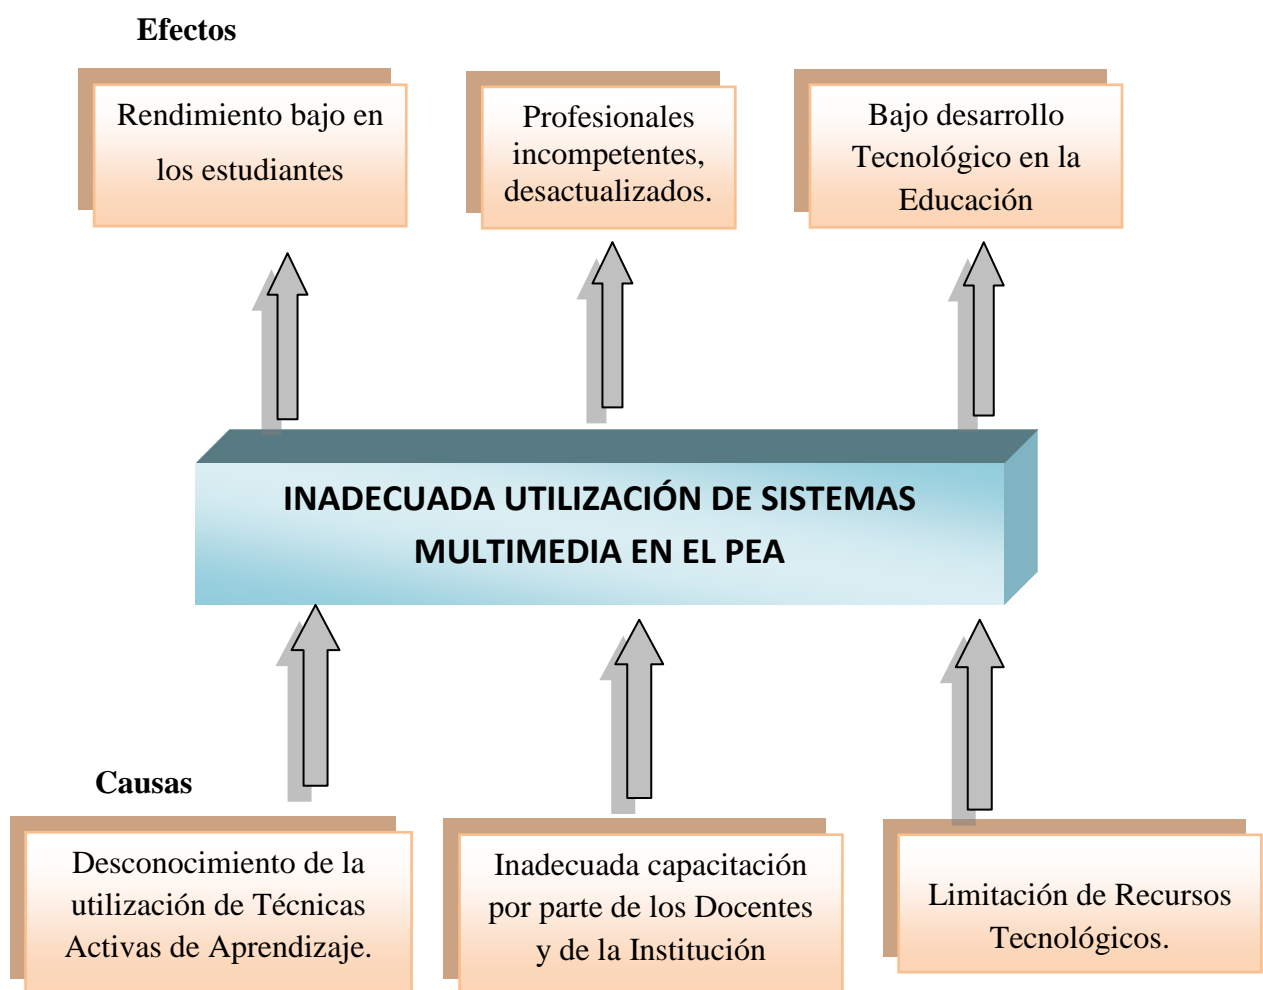 Efectos
Rendimiento bajo en
los estudiantes
Profesionales
incompetentes,
desactualizados.
Bajo desarrollo
Tecnológico en la
Educación
INADECUADA UTILIZACIÓN DE SISTEMAS
MULTIMEDIA EN EL PEA
Causas
Desconocimiento de la
utilización de Técnicas
Activas de Aprendizaje.
Inadecuada capacitación
por parte de los Docentes
y de la Institución
Limitación de Recursos
Tecnológicos.